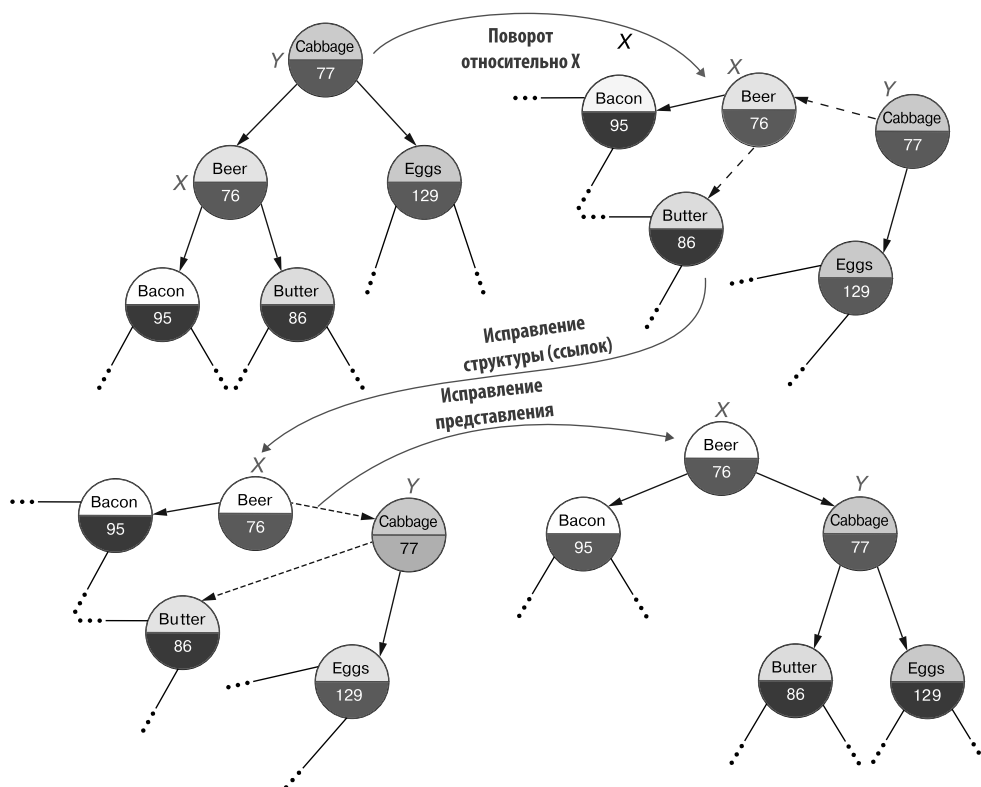 Cabbage
Y
77
Beer
X
76
Eggs
129
Bacon
95
Butter
86
Поворот
относительно X
X
X
Bacon
95
Beer
76
Y
Cabbage
77
Butter
86
Eggs
129
Исправление
структуры (ссылок)
Исправление
представления
X
Bacon
95
Beer
76
Y
Cabbage
77
Butter
86
Eggs
129
X
Beer
76
Bacon
95
Y
Cabbage
77
Butter
86
Eggs
129